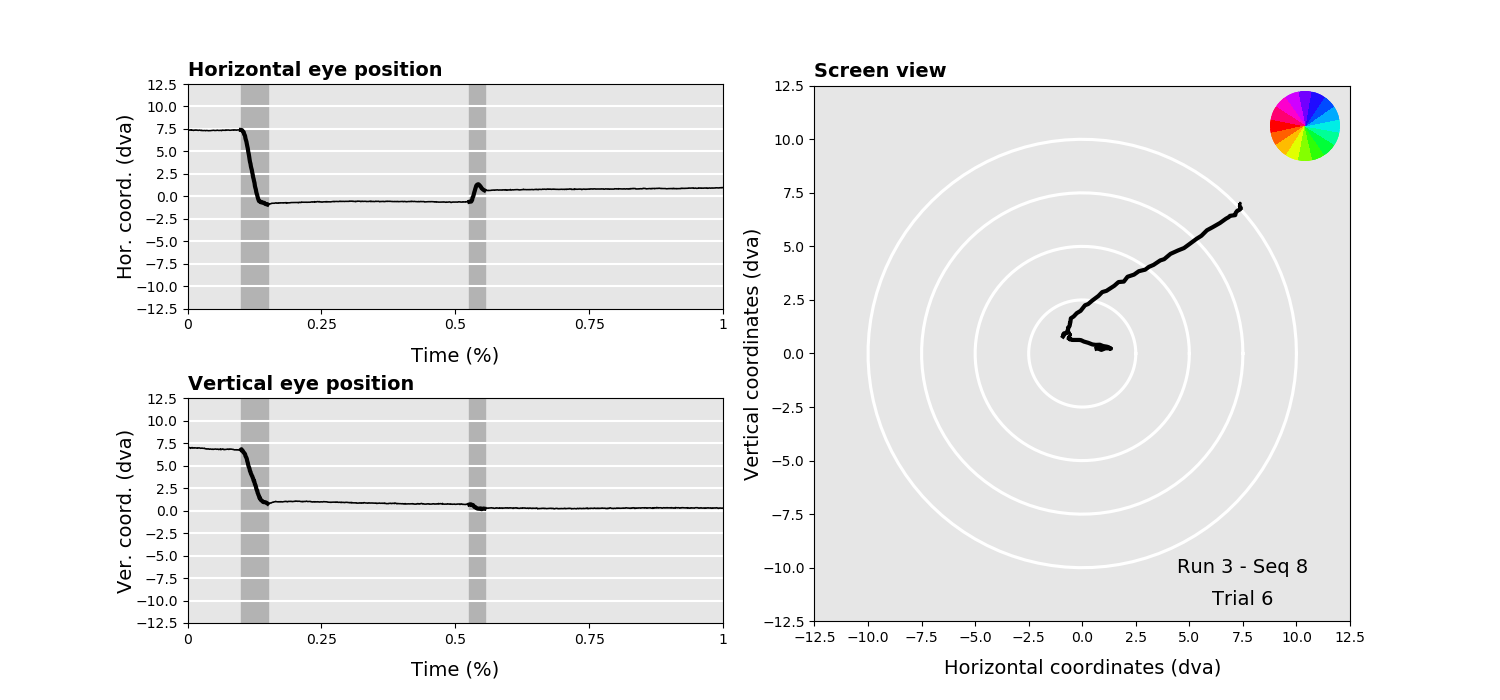 Horizontal eye position
12.5
10.0
7.5
5.0
2.5
0.0
−2.5
−5.0
−7.5
−10.0
−12.5
Hor. coord. (dva)
0 0.25 0.5 0.75 1
Time (%)
Vertical eye position
12.5
10.0
7.5
5.0
2.5
0.0
−2.5
−5.0
−7.5
−10.0
−12.5
Ver. coord. (dva)
0 0.25 0.5 0.75 1
Time (%)
Screen view
12.5
10.0
7.5
5.0
2.5
0.0
−2.5
−5.0
−7.5
−10.0
−12.5
Vertical coordinates (dva)
Run 3 - Seq 8
Trial 6
−12.5 −10.0 −7.5 −5.0 −2.5 0.0 2.5 5.0 7.5 10.0 12.5
Horizontal coordinates (dva)